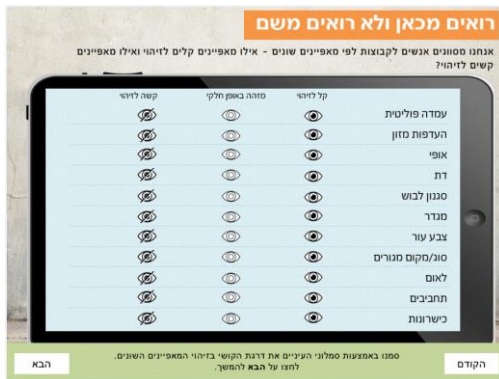 רואים מכאן ולא רואים משם
אנחנו מסווגים אנשים לקבוצות לפי מאפיינים שונים - אילו מאפיינים קלים לזיהוי ואילו מאפיינים
קשים לזיהוי?
קל לזיהוי מזהה באופן חלקי קשה לזיהוי
עמדה פוליטית
העדפות מזון
אופי
דת
סגנון לבוש
מגדר
צבע עור
סוג/מקום מגורים
לאום
תחביבים
כישרונות
סמנו באמצעות סמלוני העיניים את דרגת הקושי בזיהוי המאפיינים השונים.
לחצו על הבא להמשך.
הקודם
הבא